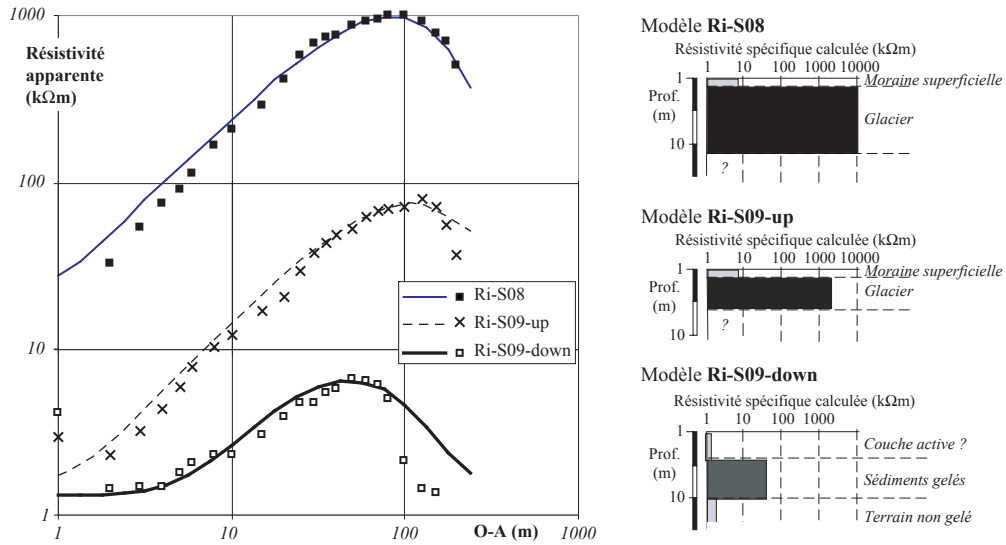 1000
Résistivité
apparente
(kΩm)
100
10
1
1
10
100
1000
O-A (m)
Ri-S08
Ri-S09-up
Ri-S09-down
Modèle Ri-S08
Résistivité spécifique calculée (kΩm)
1 10 100 1000 10000
1
Prof.
(m)
10
Moraine superficielle
Glacier
?
Modèle Ri-S09-up
Résistivité spécifique calculée (kΩm)
1 10 100 1000 10000
1
Prof.
(m)
10
Moraine superficielle
Glacier
?
Modèle Ri-S09-down
Résistivité spécifique calculée (kΩm)
1 10 100 1000
1
Prof.
(m)
10
Couche active ?
Sédiments gelés
Terrain non gelé